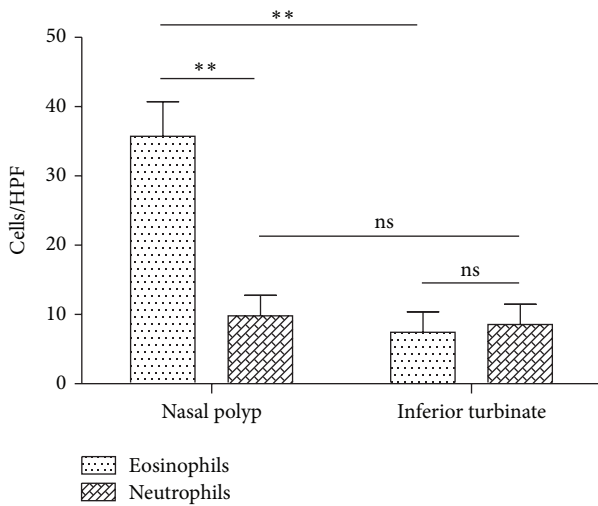 **
**
ns
ns
50
40
30
20
10
0
Cells/HPF
Nasal polyp
Inferior turbinate
Eosinophils
Neutrophils